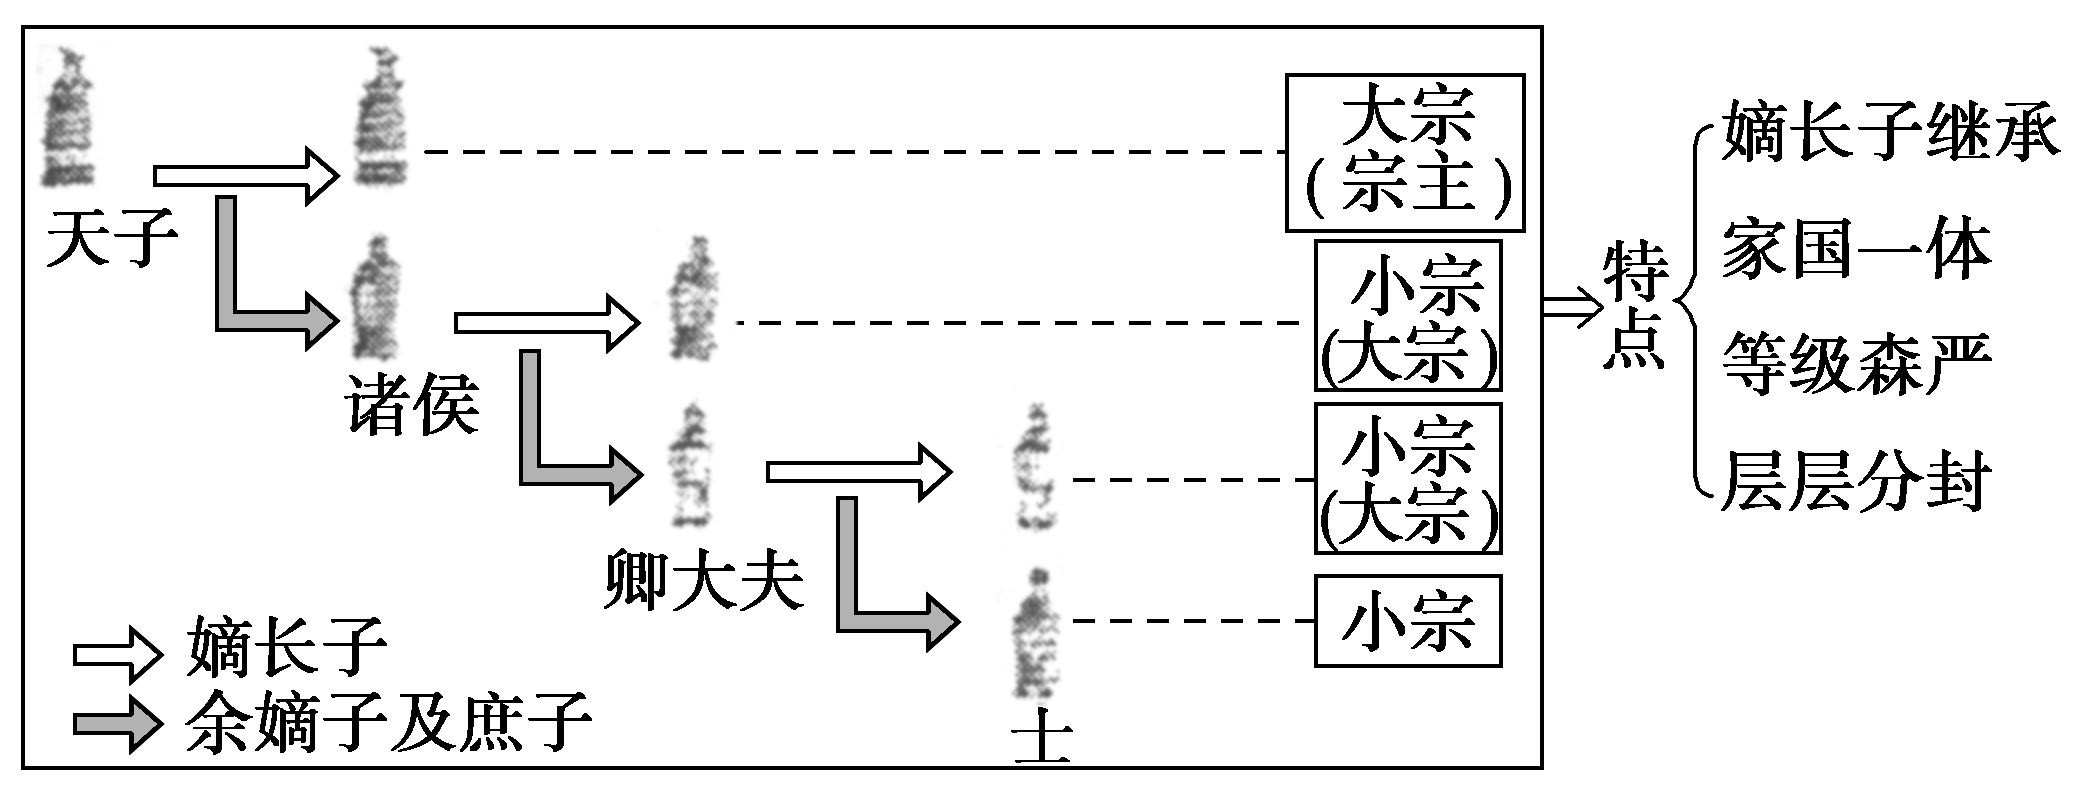 天子
诸侯
卿大夫
士
嫡长子
余嫡子及庶子
大宗
(宗主)
小宗
(大宗)
小宗
(大宗)
小宗
特点
嫡长子继承
家国一体
等级森严
层层分封